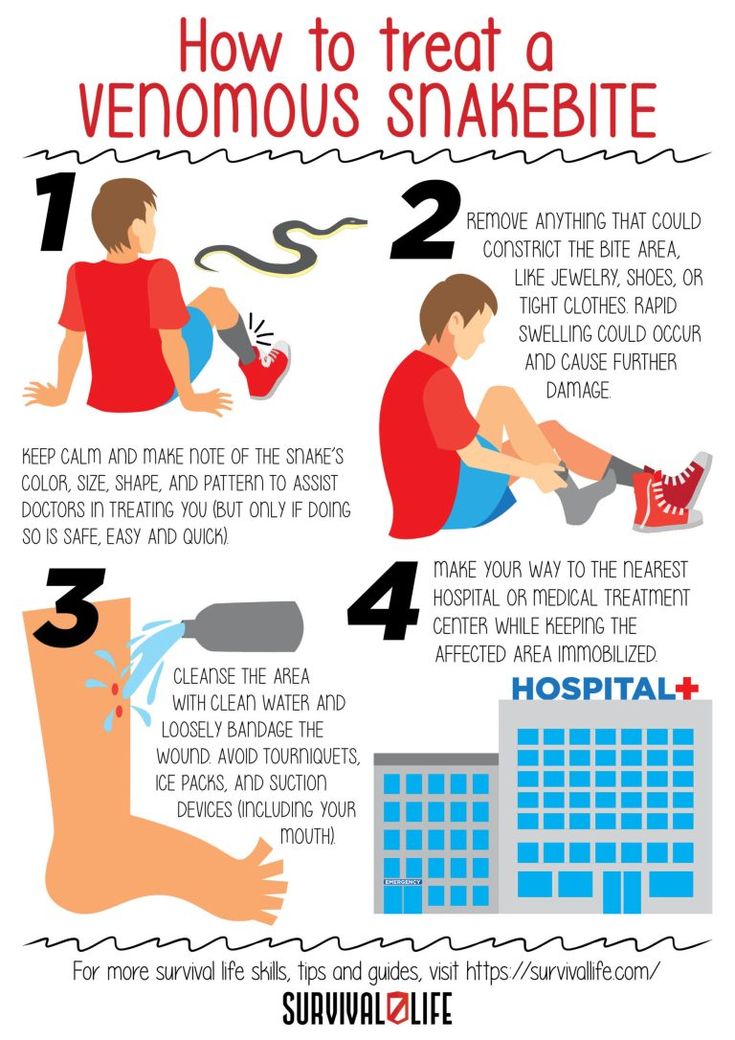 How to treat a
VENOMOUS SNAKEBITE
1
KEEP CALM AND MAKE NOTE OF THE SNAKE'S
COLOR, SIZE, SHAPE, AND PATTERN TO ASSIST
DOCTORS IN TREATING YOU (BUT ONLY IF DOING
SO IS SAFE, EASY AND QUICK).
2
REMOVE ANYTHING THAT COULD
CONSTRICT THE BITE AREA,
LIKE JEWELRY, SHOES, OR
TIGHT CLOTHES. RAPID
SWELLING COULD OCCUR
AND CAUSE FURTHER
DAMAGE.
3
CLEANSE THE AREA
WITH CLEAN WATER AND
LOOSELY BANDAGE THE
WOUND. AVOID TOURNIQUETS,
ICE PACKS, AND SUCTION
DEVICES (INCLUDING YOUR
MOUTH).
4
MAKE YOUR WAY TO THE NEAREST
HOSPITAL OR MEDICAL TREATMENT
CENTER WHILE KEEPING THE
AFFECTED AREA IMMOBILIZED.
HOSPITAL+
EMERGENCY
For more survival life skills, tips and guides, visit https://survivallife.com/
SURVIVAL LIFE